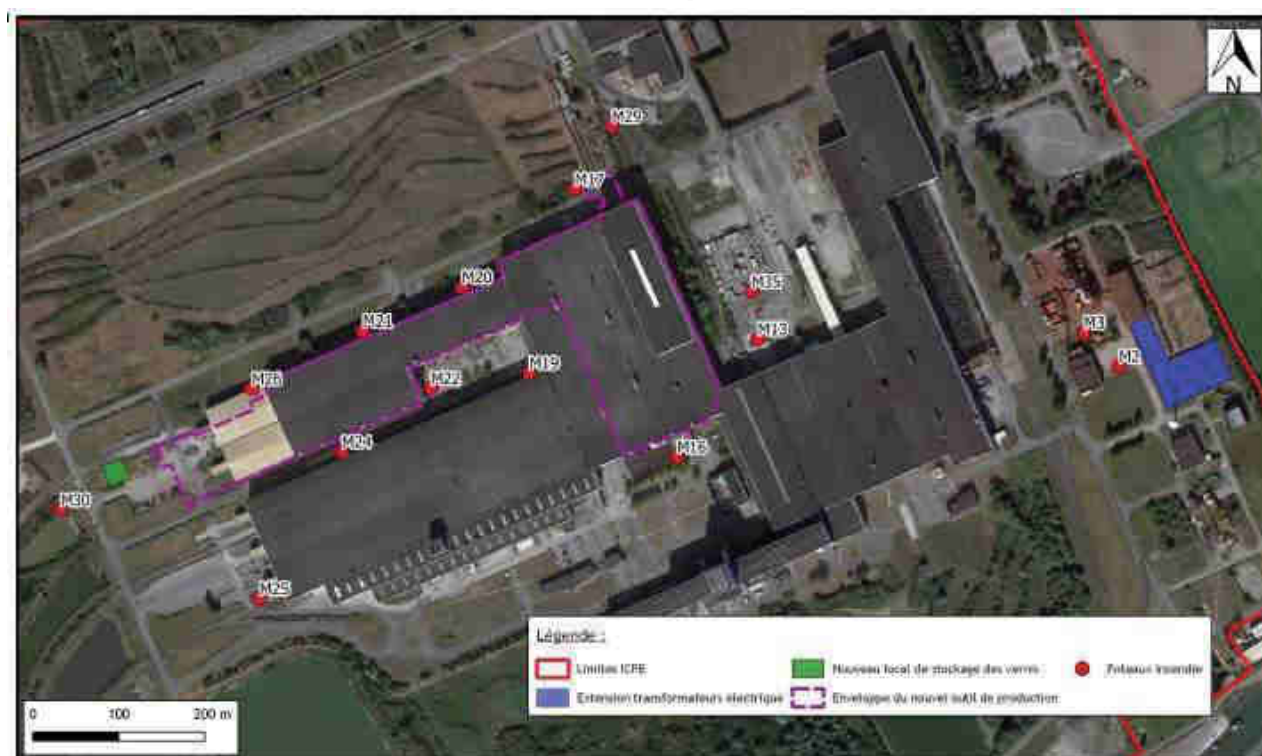 N
M29
M17
M20
M35
M21
M13
M3
M19
M2
M26
M22
M24
M16
M30
M25
Légende :
Limites ICPE
Nouveau local de stockage des vernis
Poteaux incendie
Extension transformateurs électrique
Enveloppe du nouvel outil de production
0 100 200 m